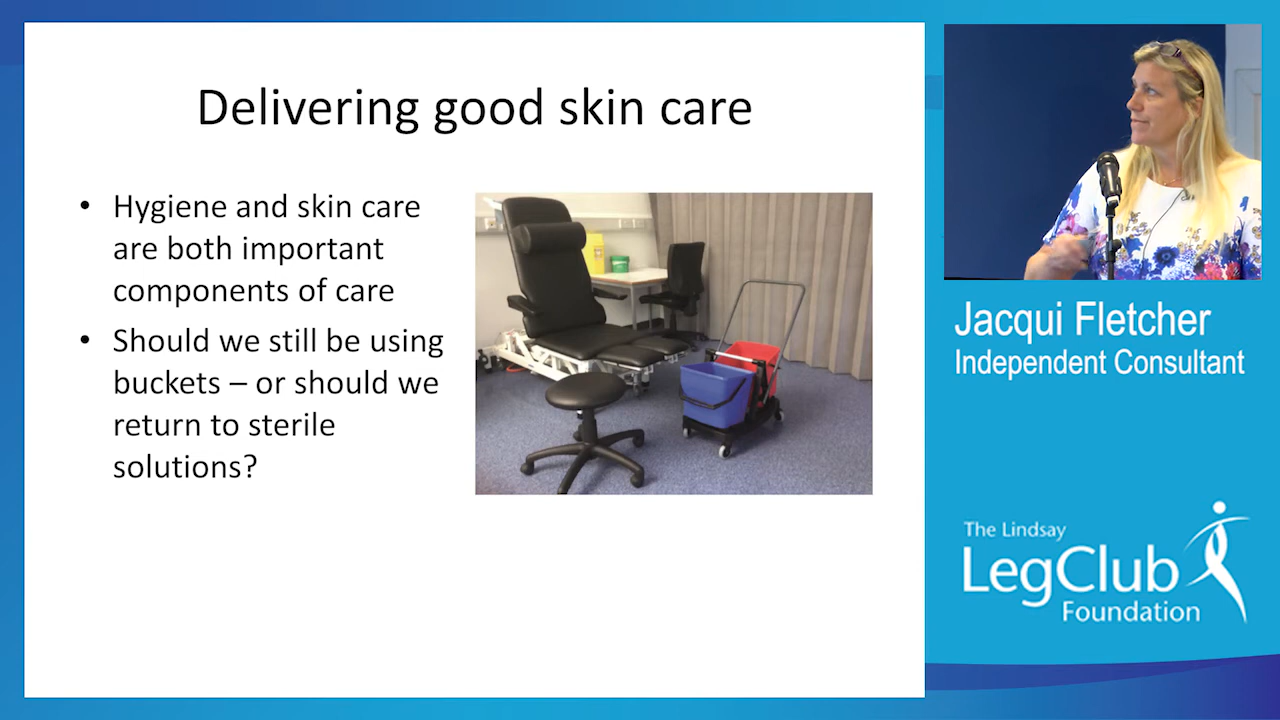 Delivering good skin care
• Hygiene and skin care
are both important
components of care
• Should we still be using
buckets – or should we
return to sterile
solutions?
Jacqui Fletcher
Independent Consultant
The Lindsay
LegClub
Foundation